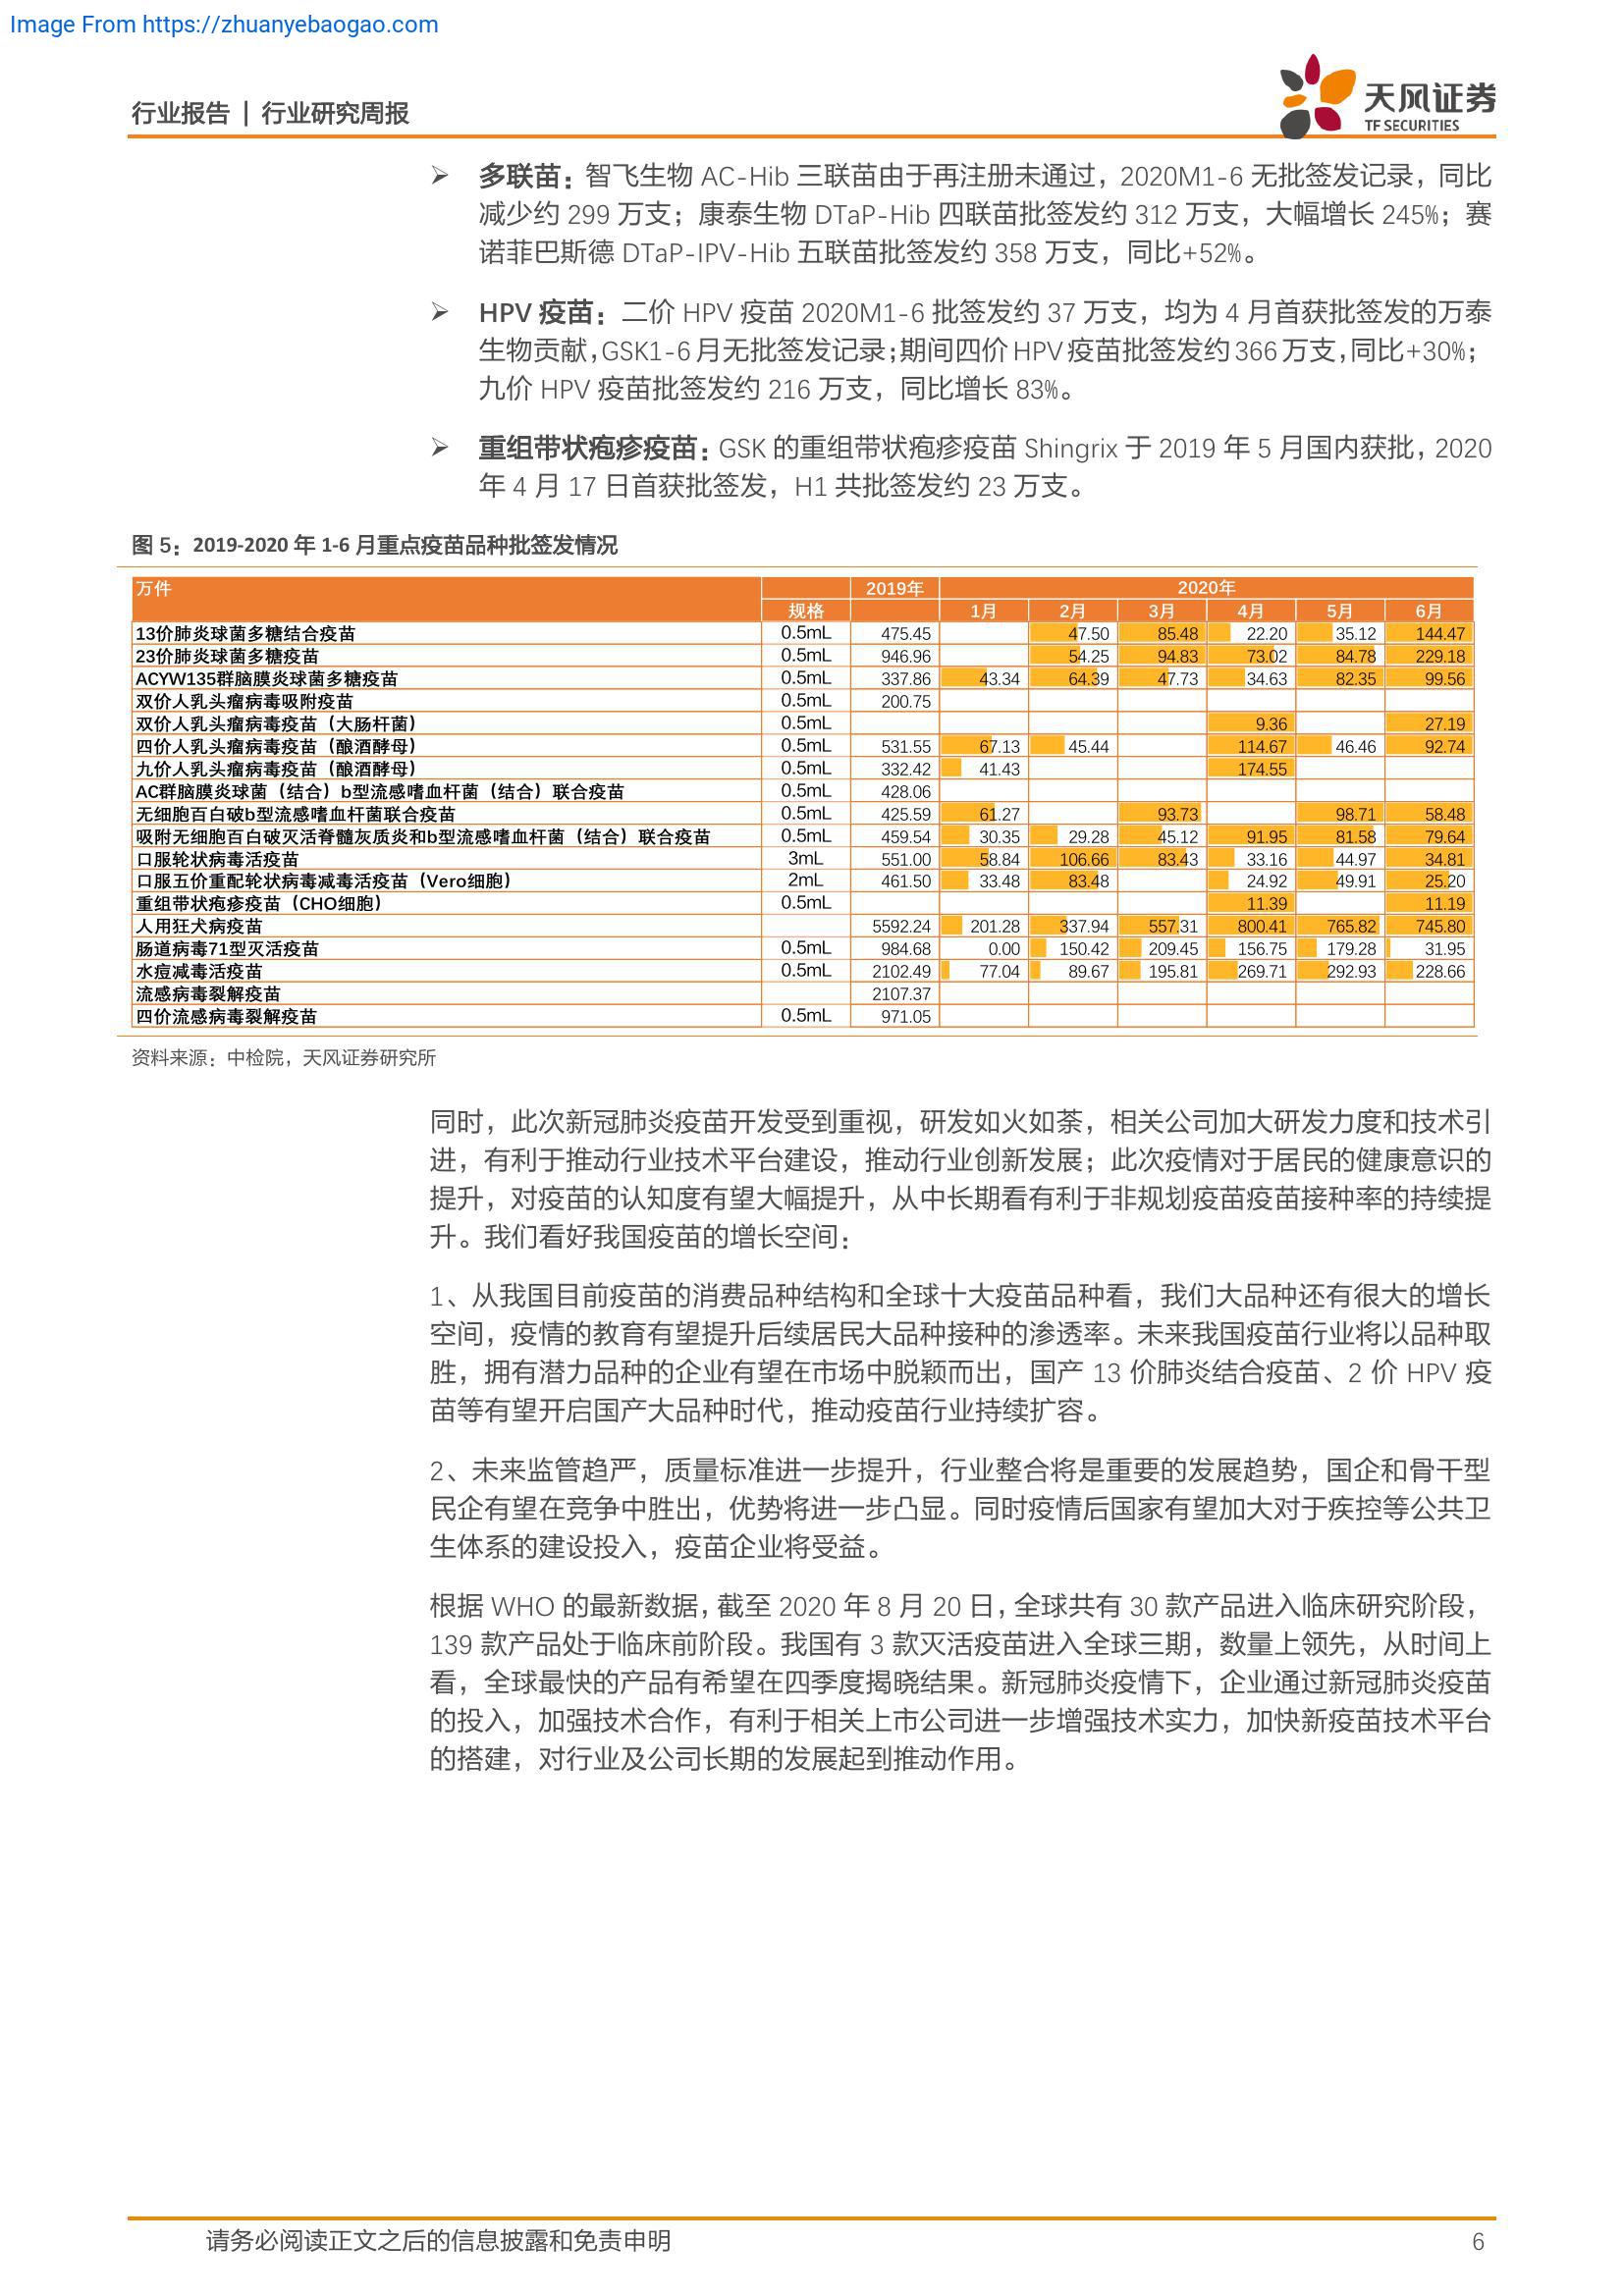 Image From https://zhuanyebaogao.com
行业报告 | 行业研究周报
天风证券
TF SECURITIES
➢ 多联苗：智飞生物 AC-Hib 三联苗由于再注册未通过，2020M1-6 无批签发记录，同比
减少约 299 万支；康泰生物 DTaP-Hib 四联苗批签发约 312 万支，大幅增长 245%；赛
诺菲巴斯德 DTaP-IPV-Hib 五联苗批签发约 358 万支，同比+52%。
➢ HPV 疫苗：二价 HPV 疫苗 2020M1-6 批签发约 37 万支，均为 4 月首获批签发的万泰
生物贡献，GSK1-6 月无批签发记录；期间四价 HPV 疫苗批签发约 366 万支，同比+30%；
九价 HPV 疫苗批签发约 216 万支，同比增长 83%。
➢ 重组带状疱疹疫苗：GSK 的重组带状疱疹疫苗 Shingrix 于 2019 年 5 月国内获批，2020
年 4 月 17 日首获批签发，H1 共批签发约 23 万支。
图 5：2019-2020 年 1-6 月重点疫苗品种批签发情况
万件 2019年 2020年
规格 1月 2月 3月 4月 5月 6月
13价肺炎球菌多糖结合疫苗 0.5mL 475.45 47.50 85.48 22.20 35.12 144.47
23价肺炎球菌多糖疫苗 0.5mL 946.96 54.25 94.83 73.02 84.78 229.18
ACYW135群脑膜炎球菌多糖疫苗 0.5mL 337.86 43.34 64.39 47.73 34.63 82.35 99.56
双价人乳头瘤病毒吸附疫苗 0.5mL 200.75
双价人乳头瘤病毒疫苗（大肠杆菌） 0.5mL 9.36 27.19
四价人乳头瘤病毒疫苗（酿酒酵母） 0.5mL 531.55 67.13 45.44 114.67 46.46 92.74
九价人乳头瘤病毒疫苗（酿酒酵母） 0.5mL 332.42 41.43 174.55
AC群脑膜炎球菌（结合）b型流感嗜血杆菌（结合）联合疫苗 0.5mL 428.06
无细胞百白破b型流感嗜血杆菌联合疫苗 0.5mL 425.59 61.27 93.73 98.71 58.48
吸附无细胞百白破灭活脊髓灰质炎和b型流感嗜血杆菌（结合）联合疫苗 0.5mL 459.54 30.35 29.28 45.12 91.95 81.58 79.64
口服轮状病毒活疫苗 3mL 551.00 58.84 106.66 83.43 33.16 44.97 34.81
口服五价重配轮状病毒减毒活疫苗（Vero细胞） 2mL 461.50 33.48 83.48 24.92 49.91 25.20
重组带状疱疹疫苗（CHO细胞） 0.5mL 11.39 11.19
人用狂犬病疫苗 5592.24 201.28 337.94 557.31 800.41 765.82 745.80
肠道病毒71型灭活疫苗 0.5mL 984.68 0.00 150.42 209.45 156.75 179.28 31.95
水痘减毒活疫苗 0.5mL 2102.49 77.04 89.67 195.81 269.71 292.93 228.66
流感病毒裂解疫苗 2107.37
四价流感病毒裂解疫苗 0.5mL 971.05
资料来源：中检院，天风证券研究所
同时，此次新冠肺炎疫苗开发受到重视，研发如火如荼，相关公司加大研发力度和技术引
进，有利于推动行业技术平台建设，推动行业创新发展；此次疫情对于居民的健康意识的
提升，对疫苗的认知度有望大幅提升，从中长期看有利于非规划疫苗疫苗接种率的持续提
升。我们看好我国疫苗的增长空间：
1、从我国目前疫苗的消费品种结构和全球十大疫苗品种看，我们大品种还有很大的增长
空间，疫情的教育有望提升后续居民大品种接种的渗透率。未来我国疫苗行业将以品种取
胜，拥有潜力品种的企业有望在市场中脱颖而出，国产 13 价肺炎结合疫苗、2 价 HPV 疫
苗等有望开启国产大品种时代，推动疫苗行业持续扩容。
2、未来监管趋严，质量标准进一步提升，行业整合将是重要的发展趋势，国企和骨干型
民企有望在竞争中胜出，优势将进一步凸显。同时疫情后国家有望加大对于疾控等公共卫
生体系的建设投入，疫苗企业将受益。
根据 WHO 的最新数据，截至 2020 年 8 月 20 日，全球共有 30 款产品进入临床研究阶段，
139 款产品处于临床前阶段。我国有 3 款灭活疫苗进入全球三期，数量上领先，从时间上
看，全球最快的产品有希望在四季度揭晓结果。新冠肺炎疫情下，企业通过新冠肺炎疫苗
的投入，加强技术合作，有利于相关上市公司进一步增强技术实力，加快新疫苗技术平台
的搭建，对行业及公司长期的发展起到推动作用。
请务必阅读正文之后的信息披露和免责申明 6